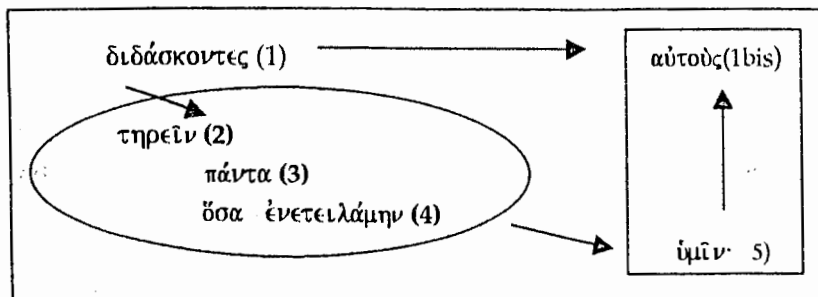 διδάσκοντες (1) αὐτοὺς(1bis)
τηρεῖν (2)
πάντα (3)
ὅσα ἐνετειλάμην (4)
ὑμῖν· 5)